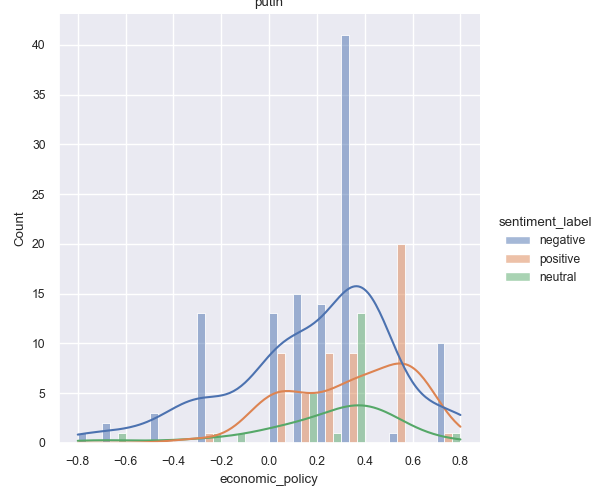 putin
40
35
30
25
20
15
10
5
0
Count
−0.8 −0.6 −0.4 −0.2 0.0 0.2 0.4 0.6 0.8
economic_policy
sentiment_label
negative
positive
neutral